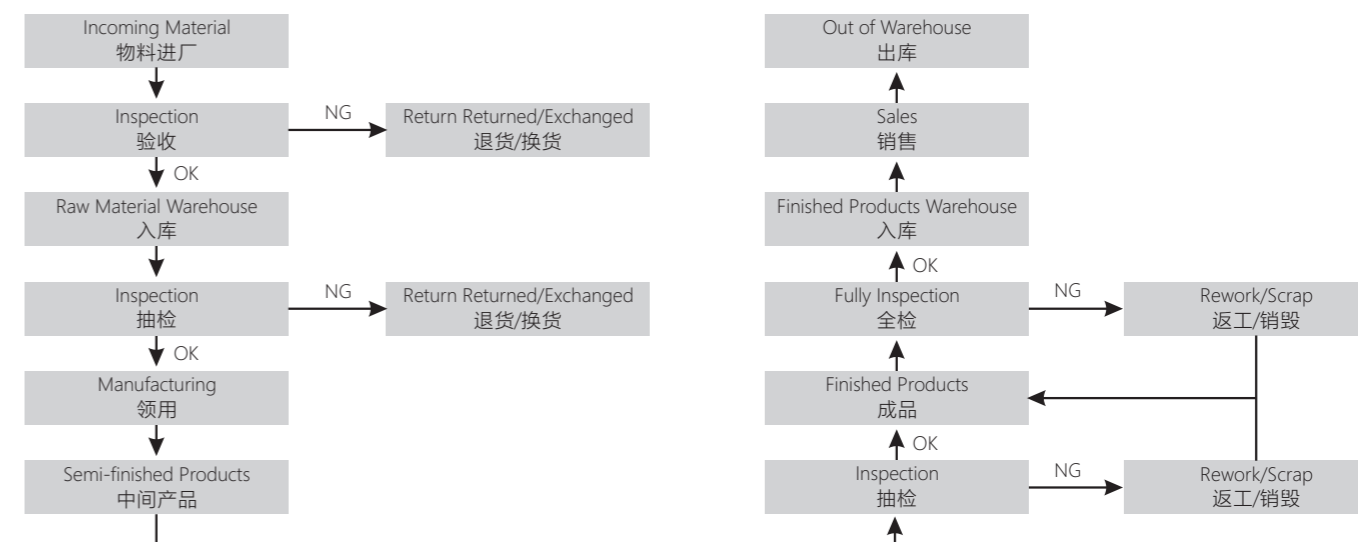 Incoming Material
物料进厂
Inspection
验收
NG
Return Returned/Exchanged
退货/换货
OK
Raw Material Warehouse
入库
Inspection
抽检
NG
Return Returned/Exchanged
退货/换货
OK
Manufacturing
领用
Semi-finished Products
中间产品
Out of Warehouse
出库
Sales
销售
Finished Products Warehouse
入库
OK
Fully Inspection
全检
NG
Rework/Scrap
返工/销毁
Finished Products
成品
OK
Inspection
抽检
NG
Rework/Scrap
返工/销毁